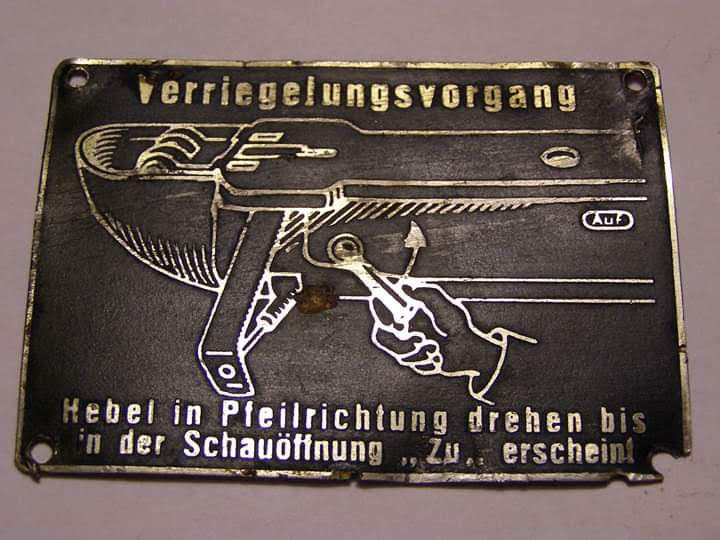 Verriegelungsvorgang
Auf
Hebel in Pfeilrichtung drehen bis
in der Schauöffnung „Zu„ erscheint